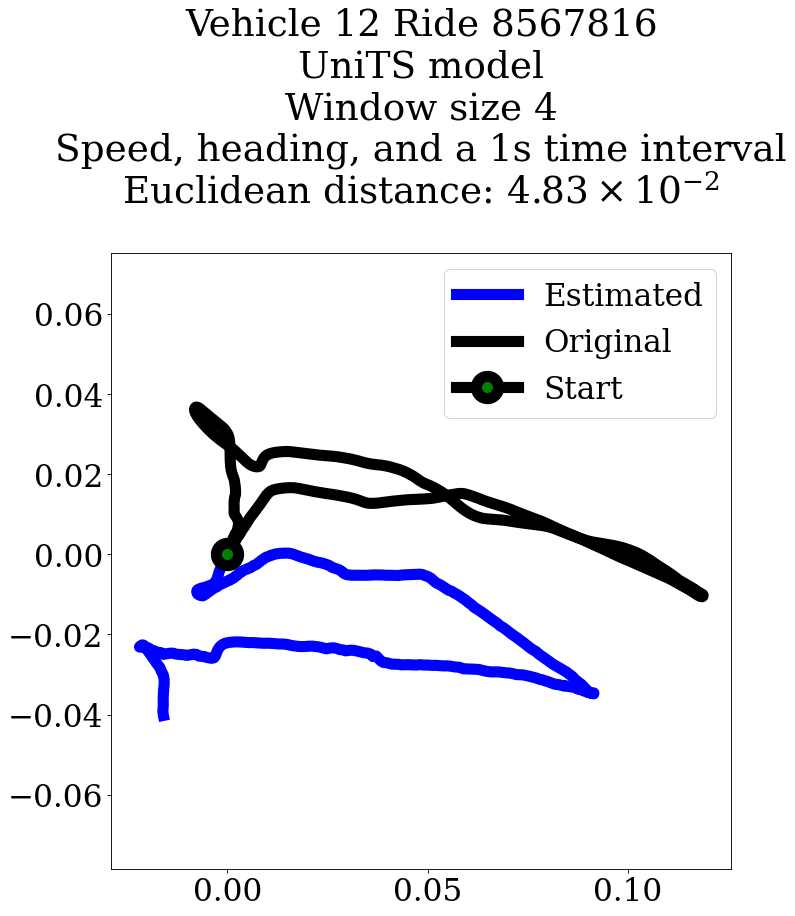 Vehicle 12 Ride 8567816
UniTS model
Window size 4
Speed, heading, and a 1s time interval
Euclidean distance: 4.83 × 10⁻²
Estimated
Original
Start
0.06
0.04
0.02
0.00
−0.02
−0.04
−0.06
0.00 0.05 0.10